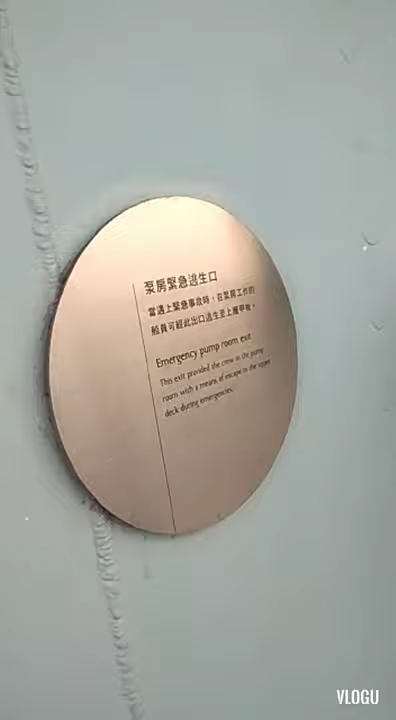 泵房緊急逃生口
當遇上緊急事故時，在泵房工作的
船員可經此出口逃生至上層甲板。
Emergency pump room exit
This exit provided the crew in the pump
room with a means of escape to the upper
deck during emergencies.
VLOGU